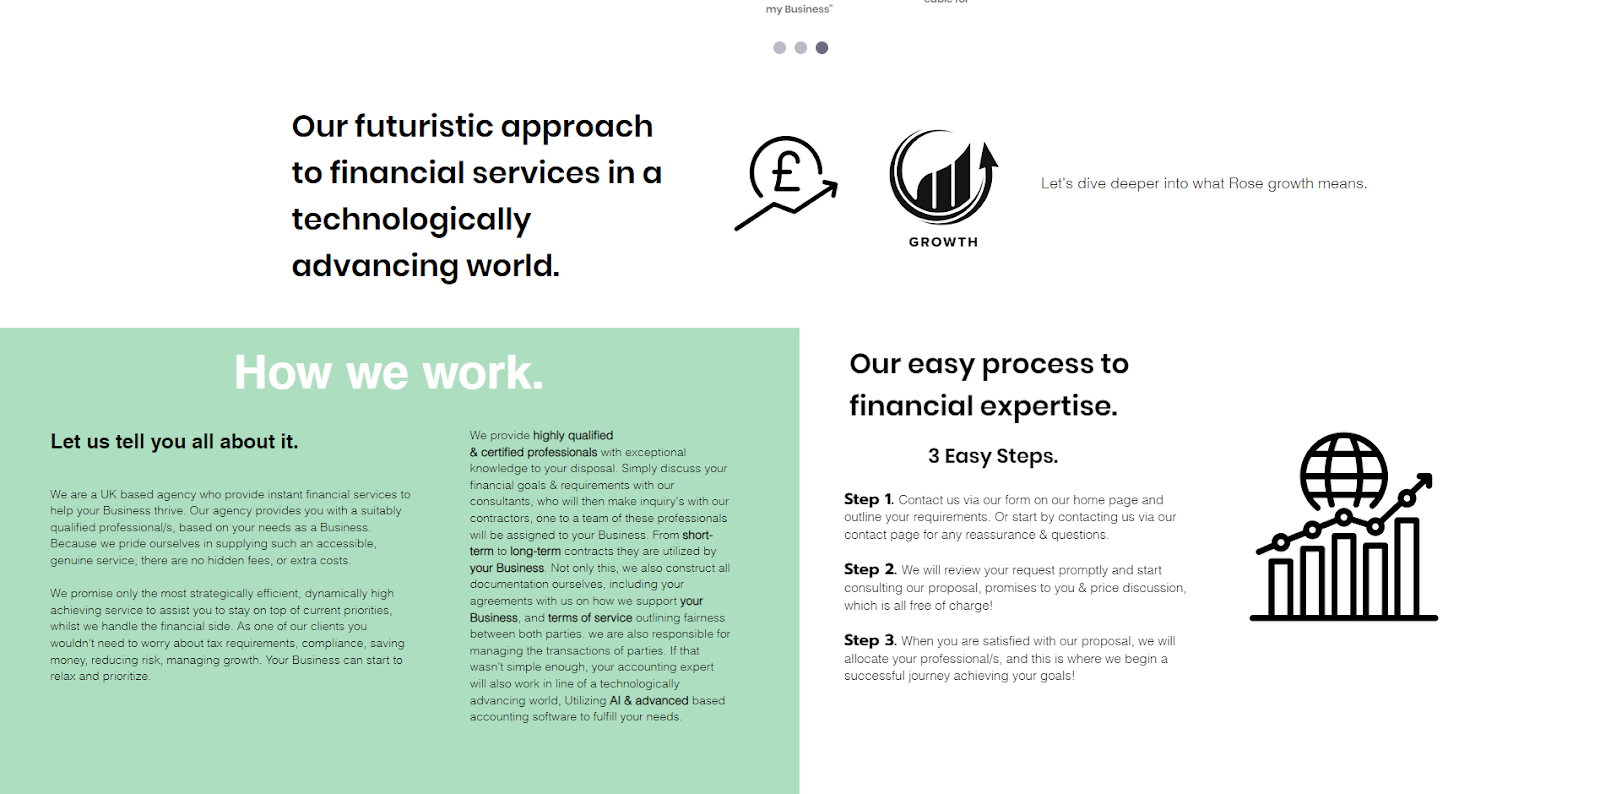 my Business"
cable for
Our futuristic approach
to financial services in a
technologically
advancing world.
£
GROWTH
Let's dive deeper into what Rose growth means.
How we work.
Let us tell you all about it.
We are a UK based agency who provide instant financial services to
help your Business thrive. Our agency provides you with a suitably
qualified professional/s, based on your needs as a Business.
Because we pride ourselves in supplying such an accessible,
genuine service, there are no hidden fees, or extra costs.
We promise only the most strategically efficient, dynamically high
achieving service to assist you to stay on top of current priorities,
whilst we handle the financial side. As one of our clients you
wouldn't need to worry about tax requirements, compliance, saving
money, reducing risk, managing growth. Your Business can start to
relax and prioritize.
We provide highly qualified
& certified professionals with exceptional
knowledge to your disposal. Simply discuss your
financial goals & requirements with our
consultants, who will then make inquiry's with our
contractors, one to a team of these professionals
will be assigned to your Business. From short-
term to long-term contracts they are utilized by
your Business. Not only this, we also construct all
documentation ourselves, including your
agreements with us on how we support your
Business, and terms of service outlining fairness
between both parties. we are also responsible for
managing the transactions of parties. If that
wasn't simple enough, your accounting expert
will also work in line of a technologically
advancing world, Utilizing AI & advanced based
accounting software to fulfill your needs.
Our easy process to
financial expertise.
3 Easy Steps.
Step 1. Contact us via our form on our home page and
outline your requirements. Or start by contacting us via our
contact page for any reassurance & questions.
Step 2. We will review your request promptly and start
consulting our proposal, promises to you & price discussion,
which is all free of charge!
Step 3. When you are satisfied with our proposal, we will
allocate your professional/s, and this is where we begin a
successful journey achieving your goals!